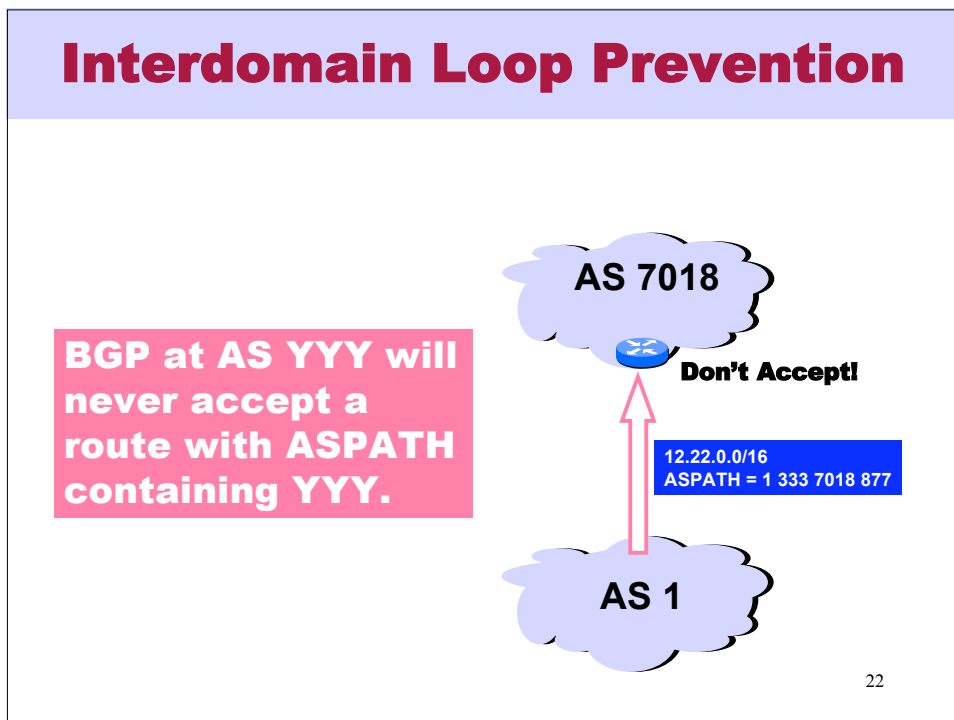 Interdomain Loop Prevention
AS 7018
BGP at AS YYY will
never accept a
route with ASPATH
containing YYY.
Don't Accept!
12.22.0.0/16
ASPATH = 1 333 7018 877
AS 1
22